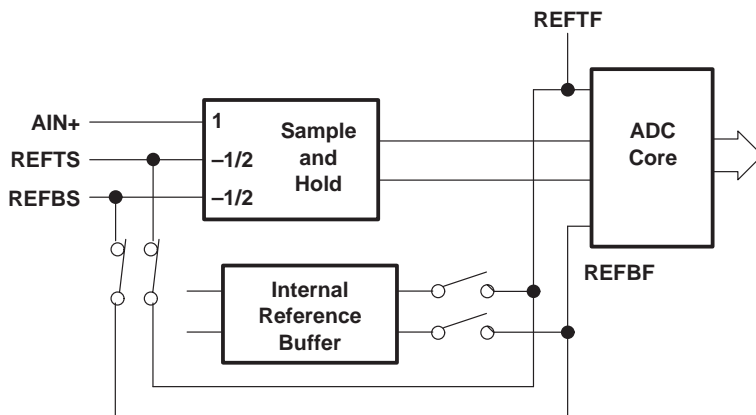 REFTF
AIN+
REFTS
REFBS
1
–1/2
–1/2
Sample
and
Hold
ADC
Core
REFBF
Internal
Reference
Buffer